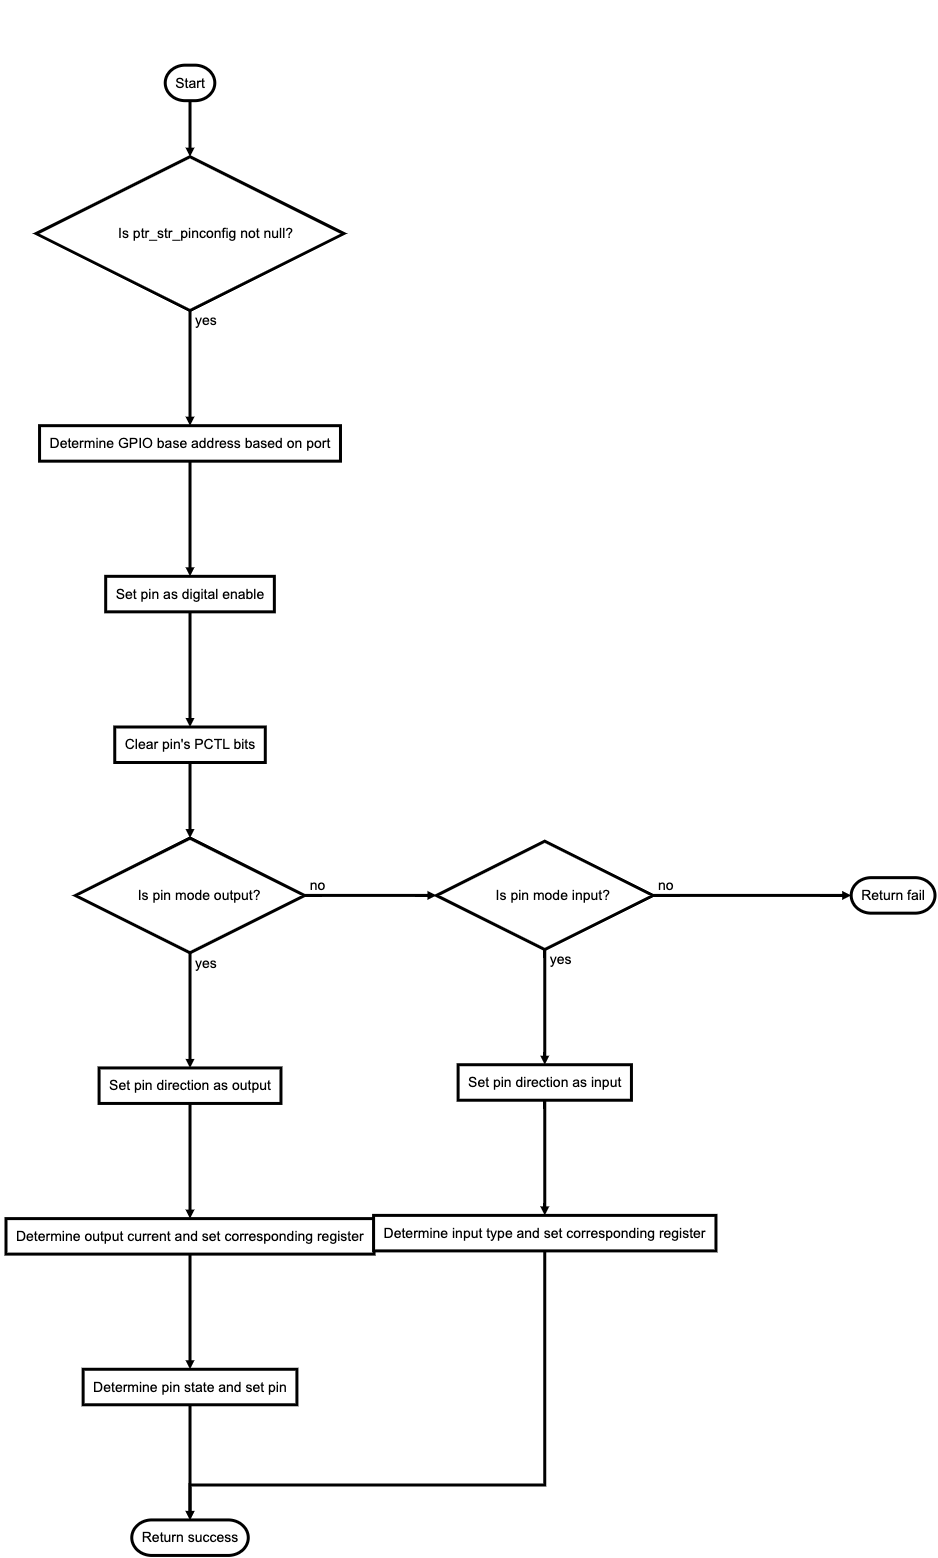 Start
Is ptr_str_pinconfig not null?
yes
Determine GPIO base address based on port
Set pin as digital enable
Clear pin's PCTL bits
Is pin mode output?
no
Is pin mode input?
no
Return fail
yes
yes
Set pin direction as output
Set pin direction as input
Determine output current and set corresponding register
Determine input type and set corresponding register
Determine pin state and set pin
Return success